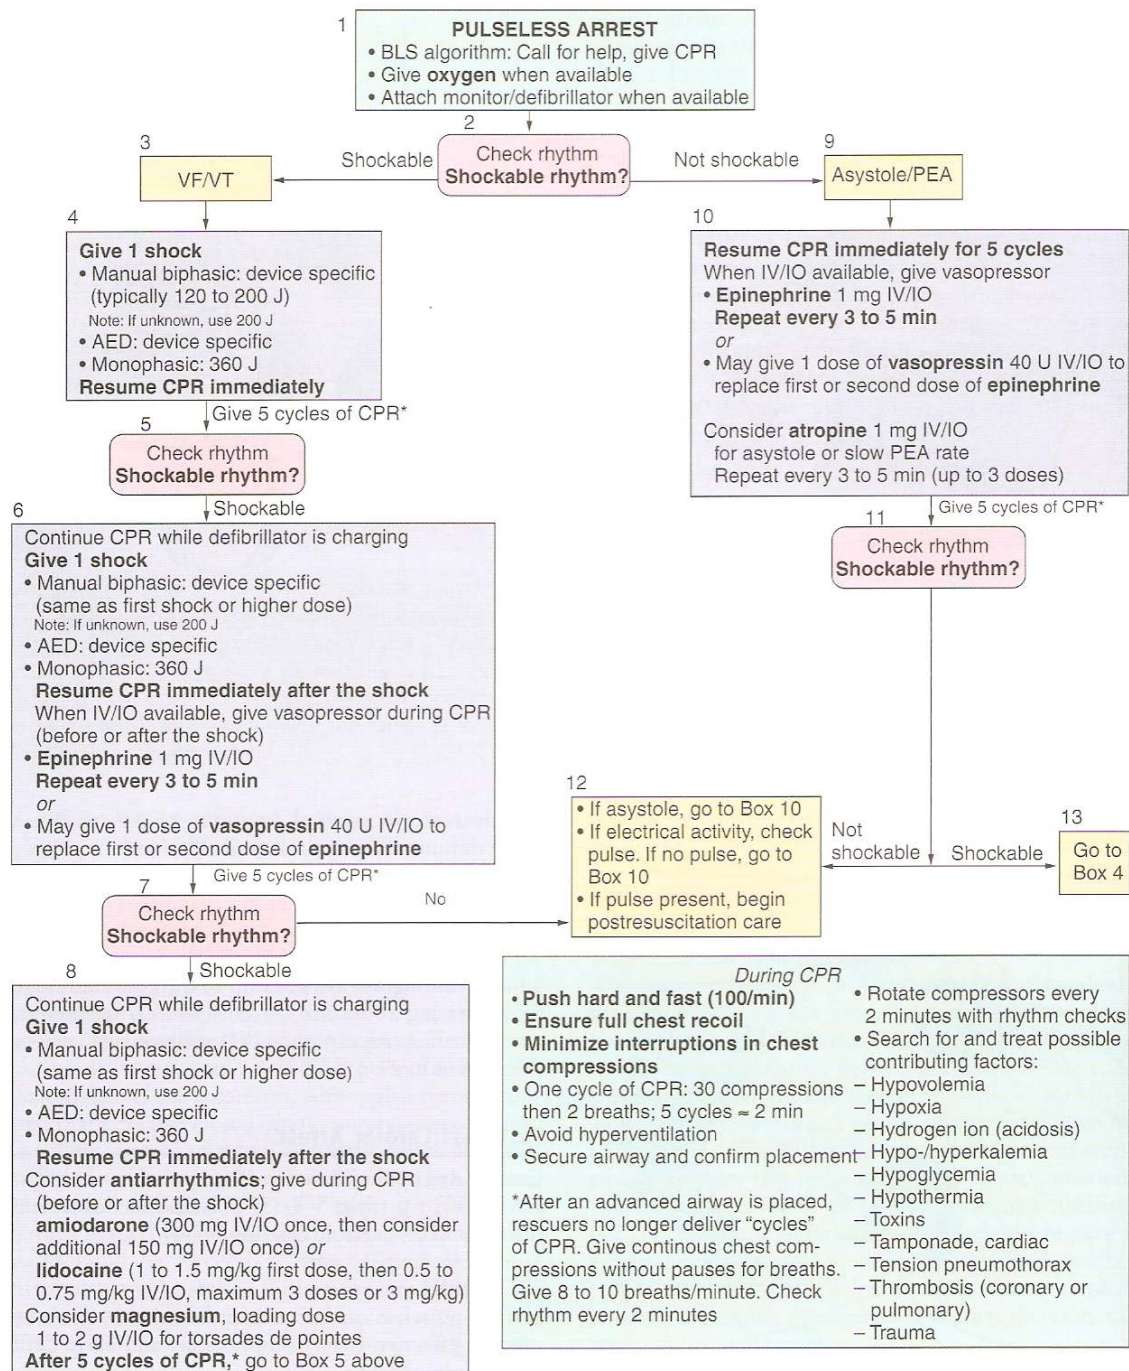 1
PULSELESS ARREST
• BLS algorithm: Call for help, give CPR
• Give oxygen when available
• Attach monitor/defibrillator when available
2
Check rhythm
Shockable rhythm?
Shockable
Not shockable
3
VF/VT
9
Asystole/PEA
4
Give 1 shock
• Manual biphasic: device specific
(typically 120 to 200 J)
Note: If unknown, use 200 J
• AED: device specific
• Monophasic: 360 J
Resume CPR immediately
Give 5 cycles of CPR*
5
Check rhythm
Shockable rhythm?
Shockable
6
Continue CPR while defibrillator is charging
Give 1 shock
• Manual biphasic: device specific
(same as first shock or higher dose)
Note: If unknown, use 200 J
• AED: device specific
• Monophasic: 360 J
Resume CPR immediately after the shock
When IV/IO available, give vasopressor during CPR
(before or after the shock)
• Epinephrine 1 mg IV/IO
Repeat every 3 to 5 min
or
• May give 1 dose of vasopressin 40 U IV/IO to
replace first or second dose of epinephrine
Give 5 cycles of CPR*
7
Check rhythm
Shockable rhythm?
No
Shockable
8
Continue CPR while defibrillator is charging
Give 1 shock
• Manual biphasic: device specific
(same as first shock or higher dose)
Note: If unknown, use 200 J
• AED: device specific
• Monophasic: 360 J
Resume CPR immediately after the shock
Consider antiarrhythmics; give during CPR
(before or after the shock)
amiodarone (300 mg IV/IO once, then consider
additional 150 mg IV/IO once) or
lidocaine (1 to 1.5 mg/kg first dose, then 0.5 to
0.75 mg/kg IV/IO, maximum 3 doses or 3 mg/kg)
Consider magnesium, loading dose
1 to 2 g IV/IO for torsades de pointes
After 5 cycles of CPR,* go to Box 5 above
10
Resume CPR immediately for 5 cycles
When IV/IO available, give vasopressor
• Epinephrine 1 mg IV/IO
Repeat every 3 to 5 min
or
• May give 1 dose of vasopressin 40 U IV/IO to
replace first or second dose of epinephrine
Consider atropine 1 mg IV/IO
for asystole or slow PEA rate
Repeat every 3 to 5 min (up to 3 doses)
Give 5 cycles of CPR*
11
Check rhythm
Shockable rhythm?
12
• If asystole, go to Box 10
• If electrical activity, check
pulse. If no pulse, go to
Box 10
• If pulse present, begin
postresuscitation care
Not
shockable
Shockable
13
Go to
Box 4
During CPR
• Push hard and fast (100/min)
• Ensure full chest recoil
• Minimize interruptions in chest
compressions
• One cycle of CPR: 30 compressions
then 2 breaths; 5 cycles ≈ 2 min
• Avoid hyperventilation
• Secure airway and confirm placement
*After an advanced airway is placed,
rescuers no longer deliver “cycles”
of CPR. Give continous chest com-
pressions without pauses for breaths.
Give 8 to 10 breaths/minute. Check
rhythm every 2 minutes
• Rotate compressors every
2 minutes with rhythm checks
• Search for and treat possible
contributing factors:
– Hypovolemia
– Hypoxia
– Hydrogen ion (acidosis)
– Hypo-/hyperkalemia
– Hypoglycemia
– Hypothermia
– Toxins
– Tamponade, cardiac
– Tension pneumothorax
– Thrombosis (coronary or
pulmonary)
– Trauma